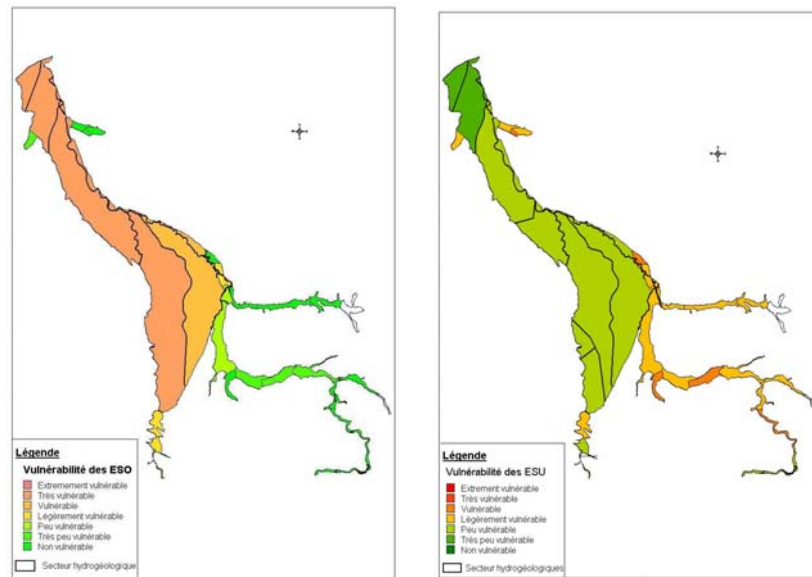 Légende
Vulnérabilité des ESO
Extremement vulnérable
Très vulnérable
Vulnérable
Légèrement vulnérable
Peu vulnérable
Très peu vulnérable
Non vulnérable
Secteur hydrogéologique
Légende
Vulnérabilité des ESU
Extrement vulnérable
Très vulnérable
Vulnérable
Légèrement vulnérable
Peu vulnérable
Très peu vulnérable
Non vulnérable
Secteur hydrogéologiques